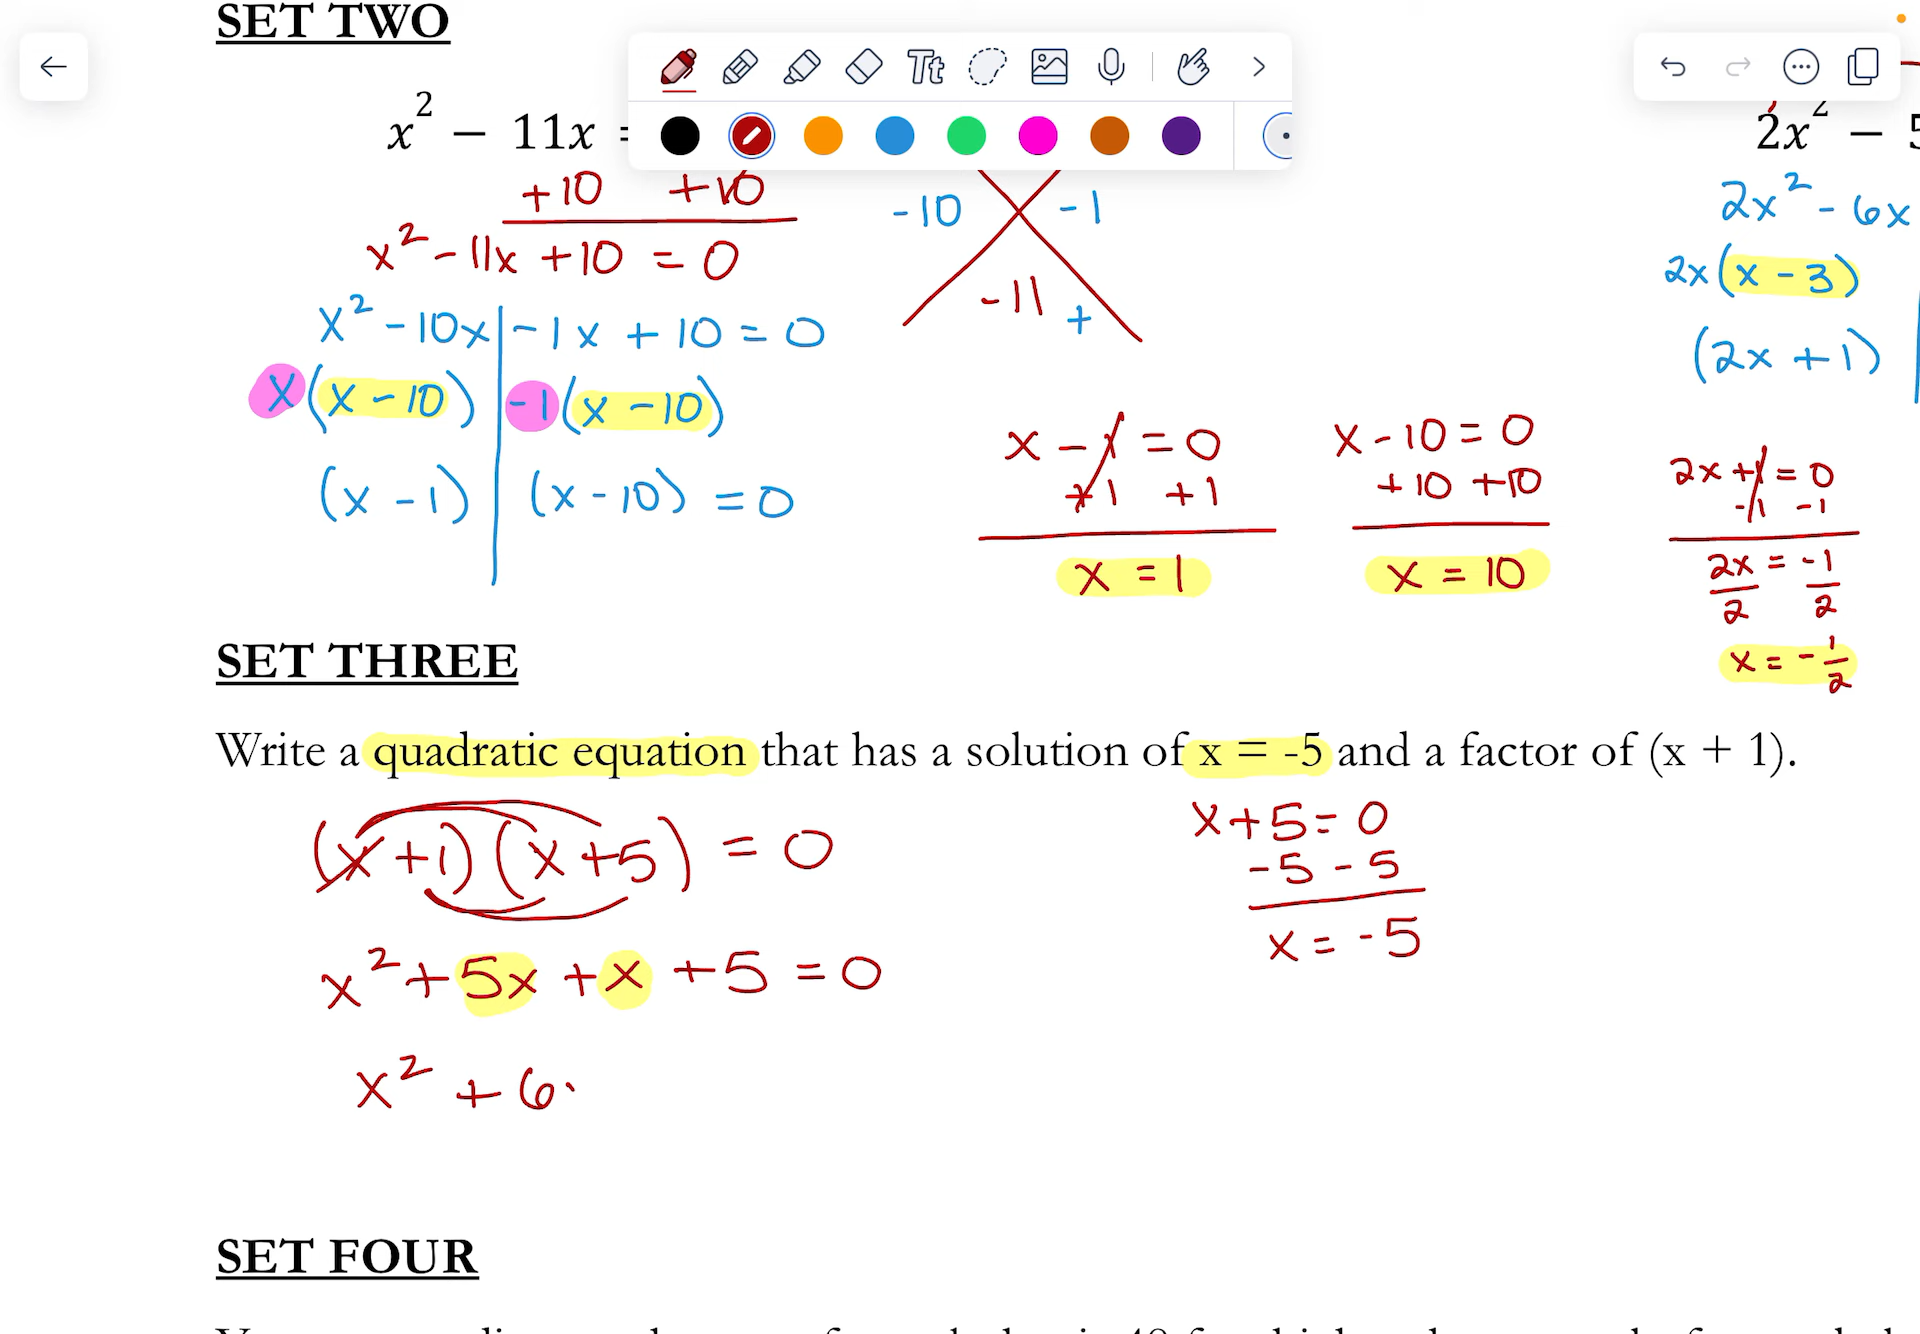 SET TWO
Tt
x² − 11x =
+10 +10
x² - 11x + 10 = 0
x² - 10x - 1x + 10 = 0
x(x - 10) -1(x - 10)
(x - 1) (x - 10) = 0
-10 -1
-11 +
x - 1 = 0
+1 +1
x = 1
x - 10 = 0
+10 +10
x = 10
2x² − 5
2x² - 6x
2x(x - 3)
(2x + 1)
2x + 1 = 0
-1 -1
2x = -1
2 2
x = -1/2
SET THREE
Write a quadratic equation that has a solution of x = -5 and a factor of (x + 1).
(x + 1)(x + 5) = 0
x² + 5x + x + 5 = 0
x² + 6
x + 5 = 0
-5 - 5
x = -5
SET FOUR